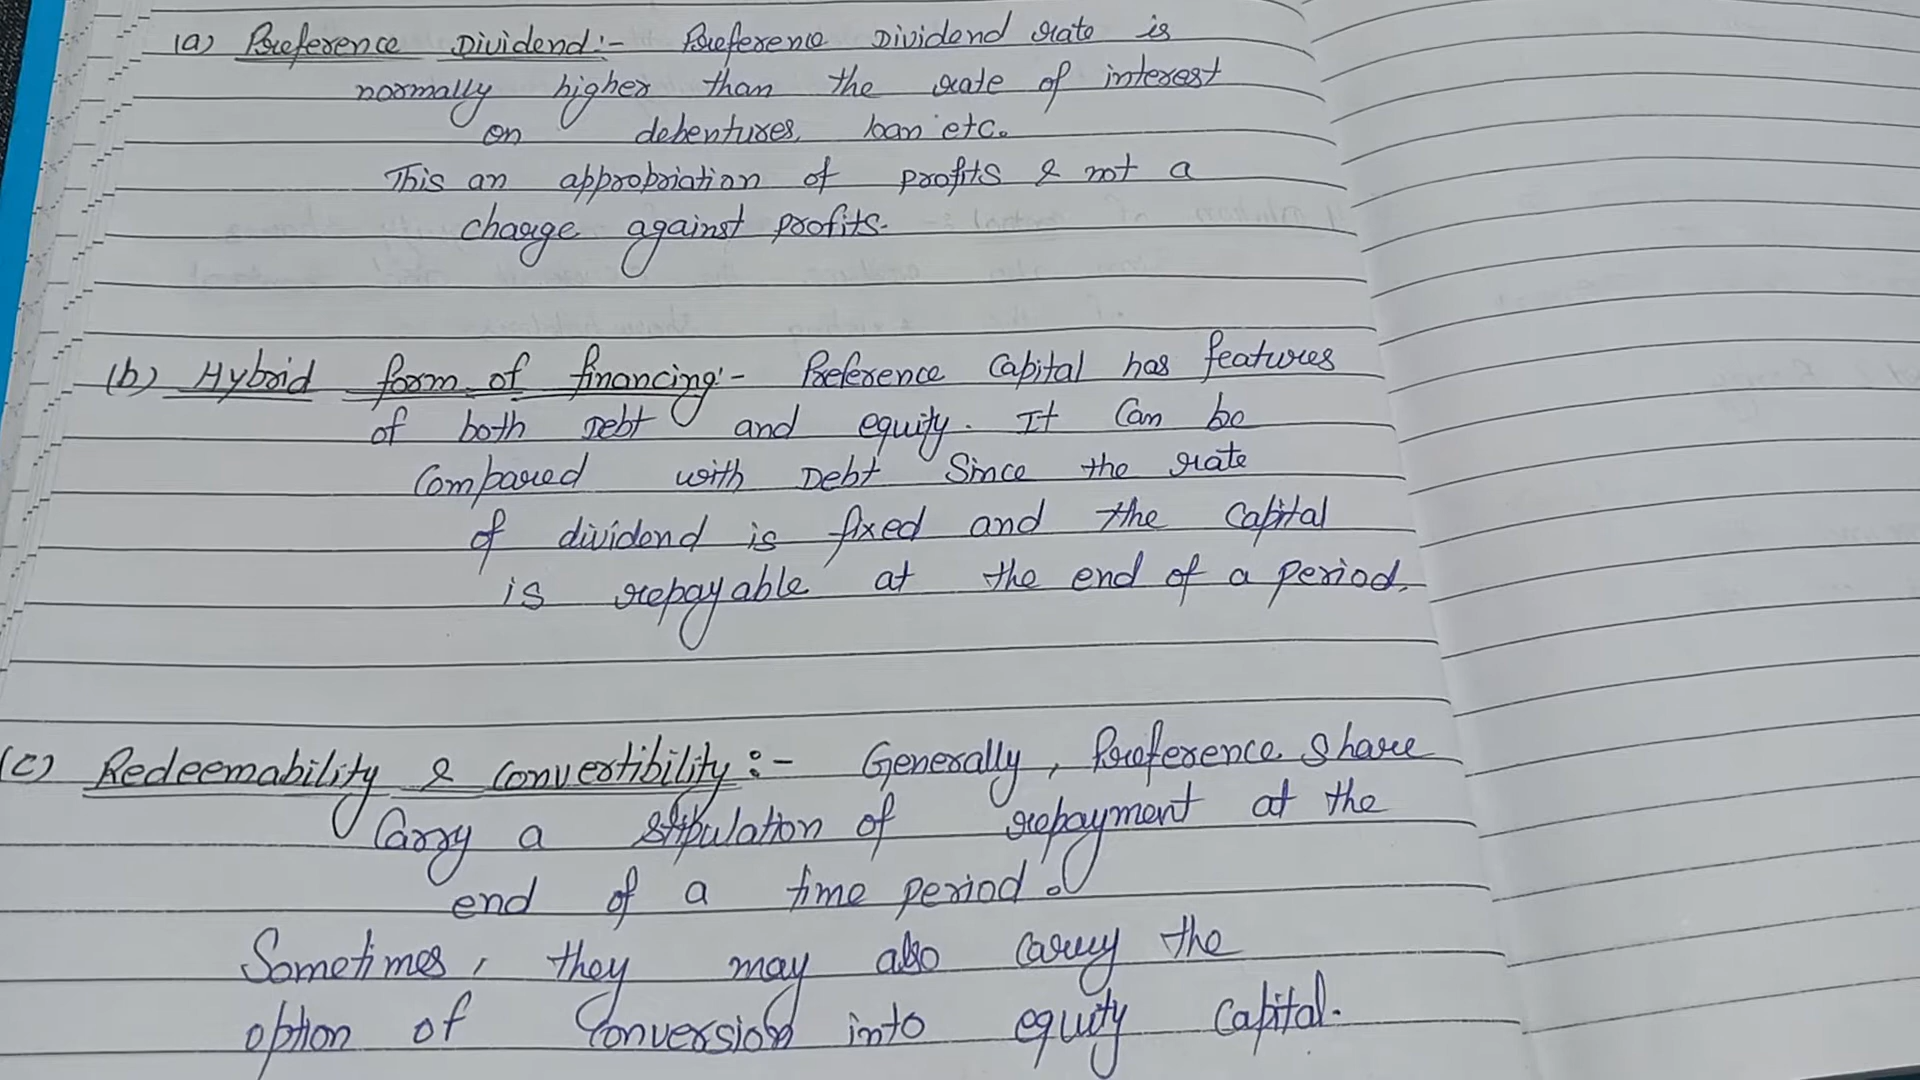 (a) Preference Dividend:- Preference Dividend rate is
normally higher than the rate of interest
on debentures, loan etc.
This an appropriation of profits & not a
charge against profits.
(b) Hybrid form of financing:- Preference Capital has features
of both Debt and equity. It Can be
Compared with Debt Since the rate
of dividend is fixed and the Capital
is repayable at the end of a period.
(c) Redeemability & Convertibility:- Generally, Preference Share
Carry a stipulation of repayment at the
end of a time period.
Sometimes, they may also carry the
option of Conversion into equity Capital.